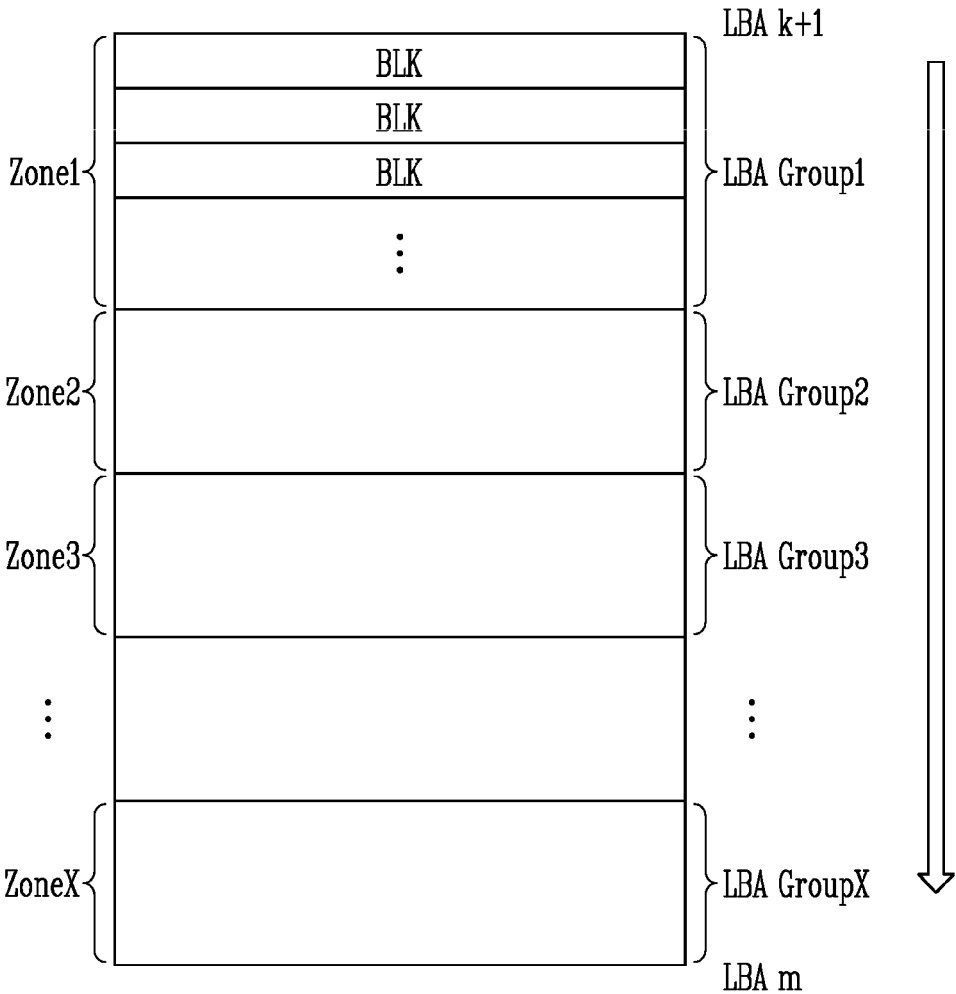 LBA k+1
BLK
BLK
Zone1 BLK LBA Group1
⋮
Zone2 LBA Group2
Zone3 LBA Group3
⋮ ⋮
ZoneX LBA GroupX
LBA m